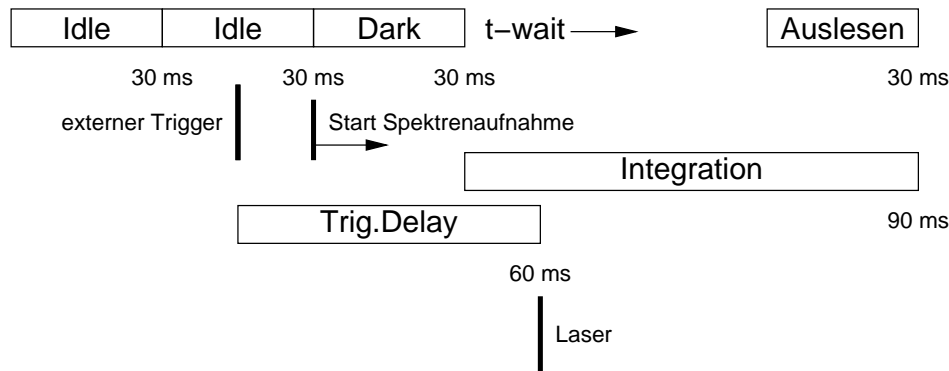 Idle Idle Dark t-wait Auslesen
30 ms 30 ms 30 ms 30 ms
externer Trigger Start Spektrenaufnahme
Integration
Trig.Delay 90 ms
60 ms
Laser